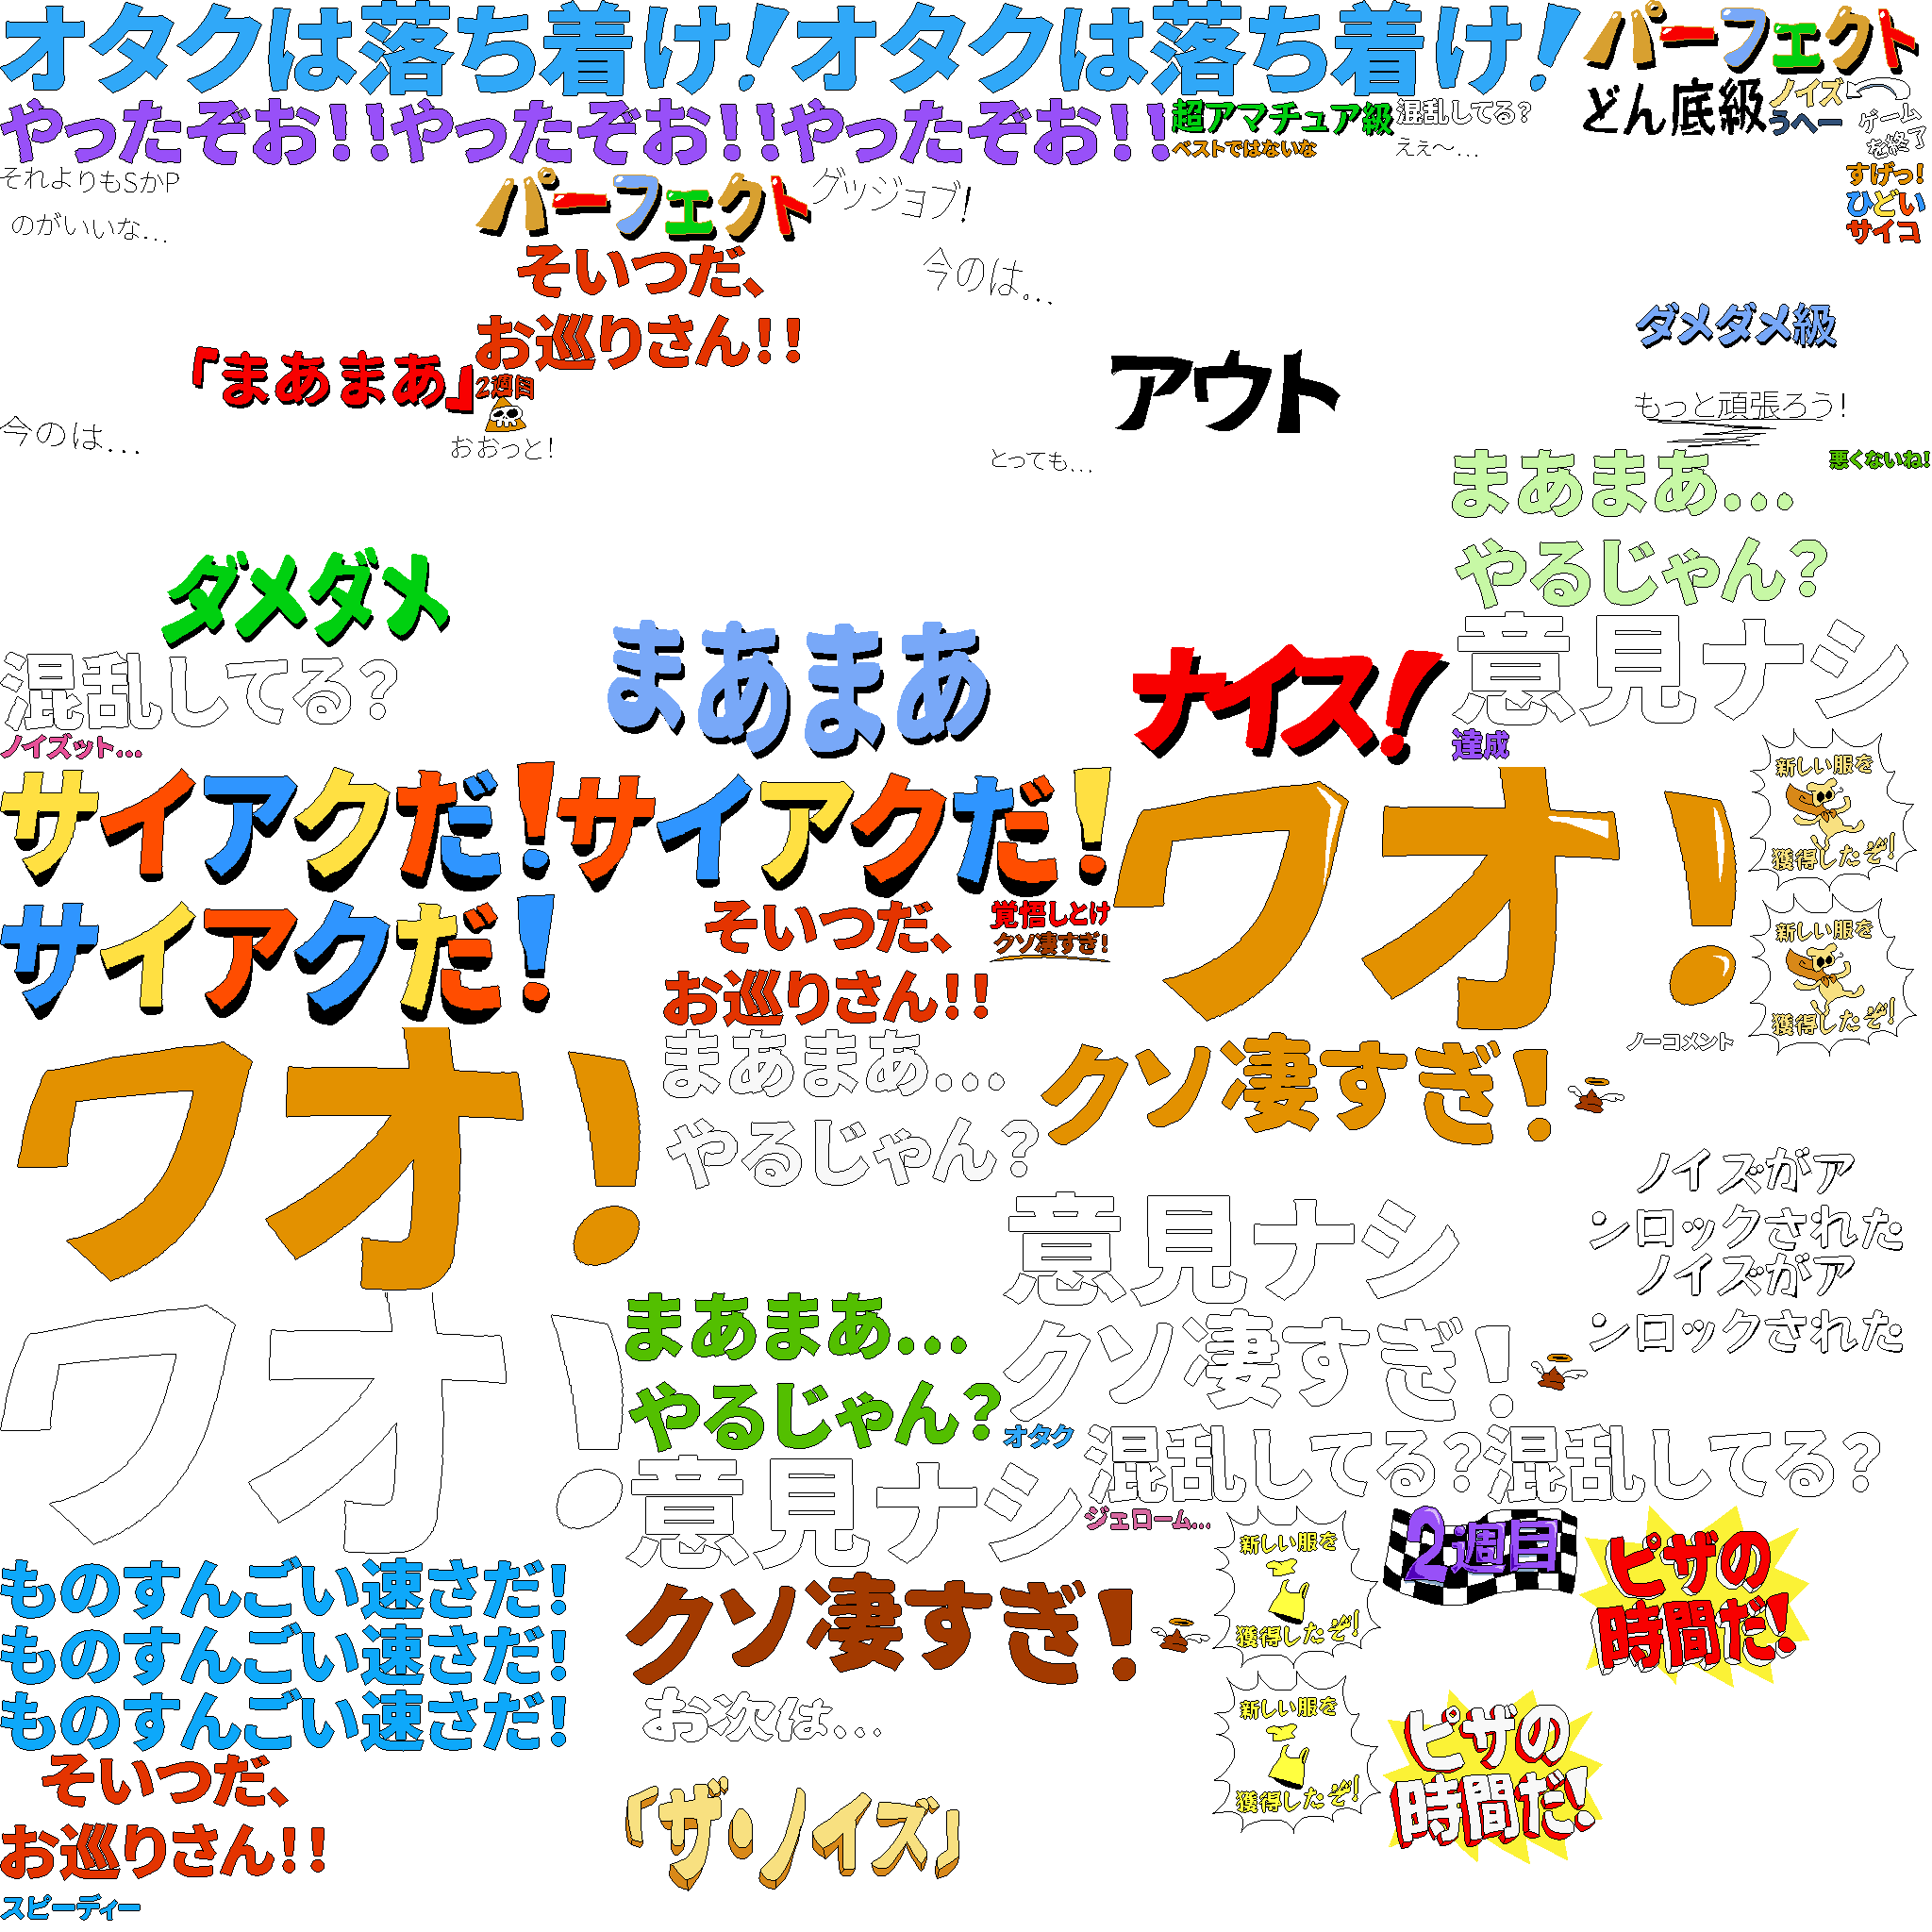 オタクは落ち着け!オタクは落ち着け!
パーフェクト
やったぞお!!やったぞお!!やったぞお!!
超アマチュア級
混乱してる?
どん底級
ノイズ
うへー
ゲーム
を終了
ベストではないな
えぇ〜...
それよりもSかP
のがいいな...
パーフェクト
グッジョブ!
すげっ!
ひどい
サイコ
そいつだ、
お巡りさん!!
今のは...
ダメダメ級
「まあまあ」
2週目
アウト
もっと頑張ろう!
今のは...
おおっと!
とっても...
まあまあ...
やるじゃん?
悪くないね!
ダメダメ
まあまあ
ナイス!
意見ナシ
混乱してる?
ノイズット...
達成
サイアクだ!サイアクだ!
ワオ!
新しい服を
獲得したぞ!
サイアクだ!
そいつだ、
お巡りさん!!
覚悟しとけ
クソ凄すぎ!
新しい服を
獲得したぞ!
ワオ!
まあまあ...
やるじゃん?
クソ凄すぎ!
ノーコメント
意見ナシ
ノイズがア
ンロックされた
ノイズがア
ンロックされた
ワオ!
まあまあ...
やるじゃん?
クソ凄すぎ!
オタク
混乱してる?混乱してる?
意見ナシ
ジェローム...
新しい服を
獲得したぞ!
2週目
ピザの
時間だ!
ものすんごい速さだ!
ものすんごい速さだ!
ものすんごい速さだ!
クソ凄すぎ!
お次は...
新しい服を
獲得したぞ!
ピザの
時間だ!
そいつだ、
お巡りさん!!
「ザ・ノイズ」
スピーディー